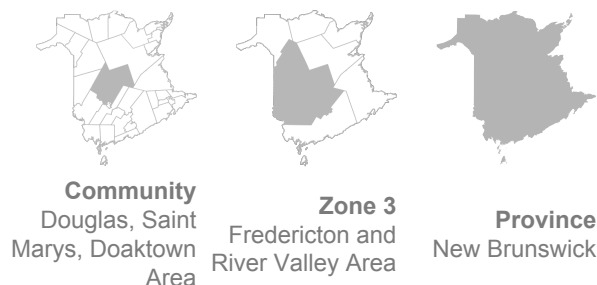 Community
Douglas, Saint
Marys, Doaktown
Area
Zone 3
Fredericton and
River Valley Area
Province
New Brunswick